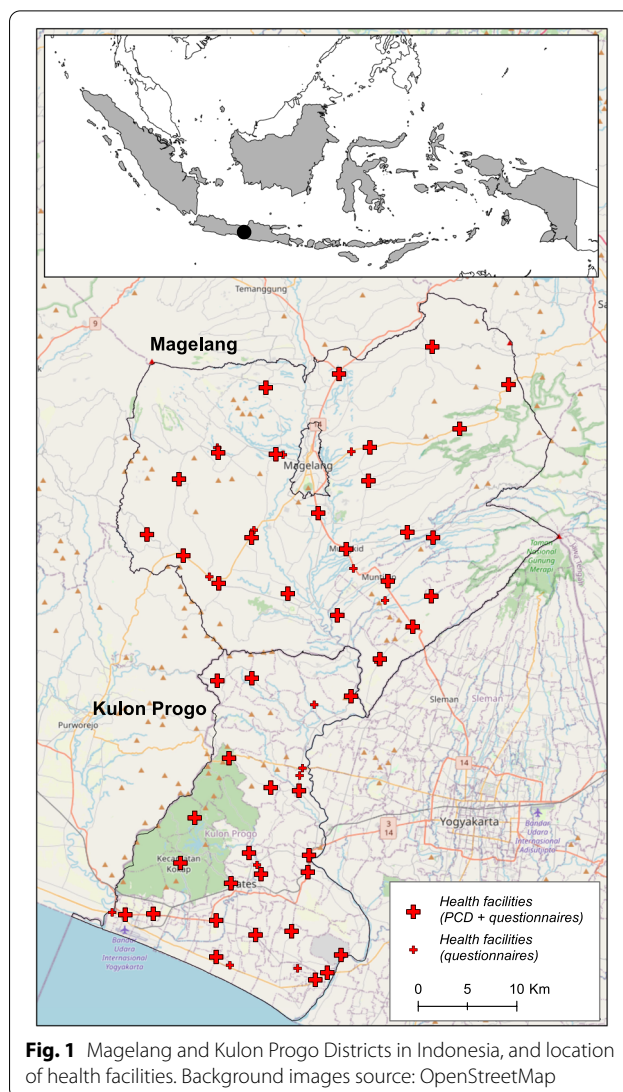 Temanggung
9
Magelang
14
Magelang
Muntilan
Taman
Nasional
Gunung
Merapi
Kulon Progo
Purworejo
Sleman
Sleman
14
Yogyakarta
3
14
Bandar
Udara
Internasional
Adisutjipto
Kulon Progo
Kecamatan
Kokap
Bandar
Udara
Internasional
Yogyakarta
Health facilities
(PCD + questionnaires)
Health facilities
(questionnaires)
0 5 10 Km
Fig. 1 Magelang and Kulon Progo Districts in Indonesia, and location
of health facilities. Background images source: OpenStreetMap